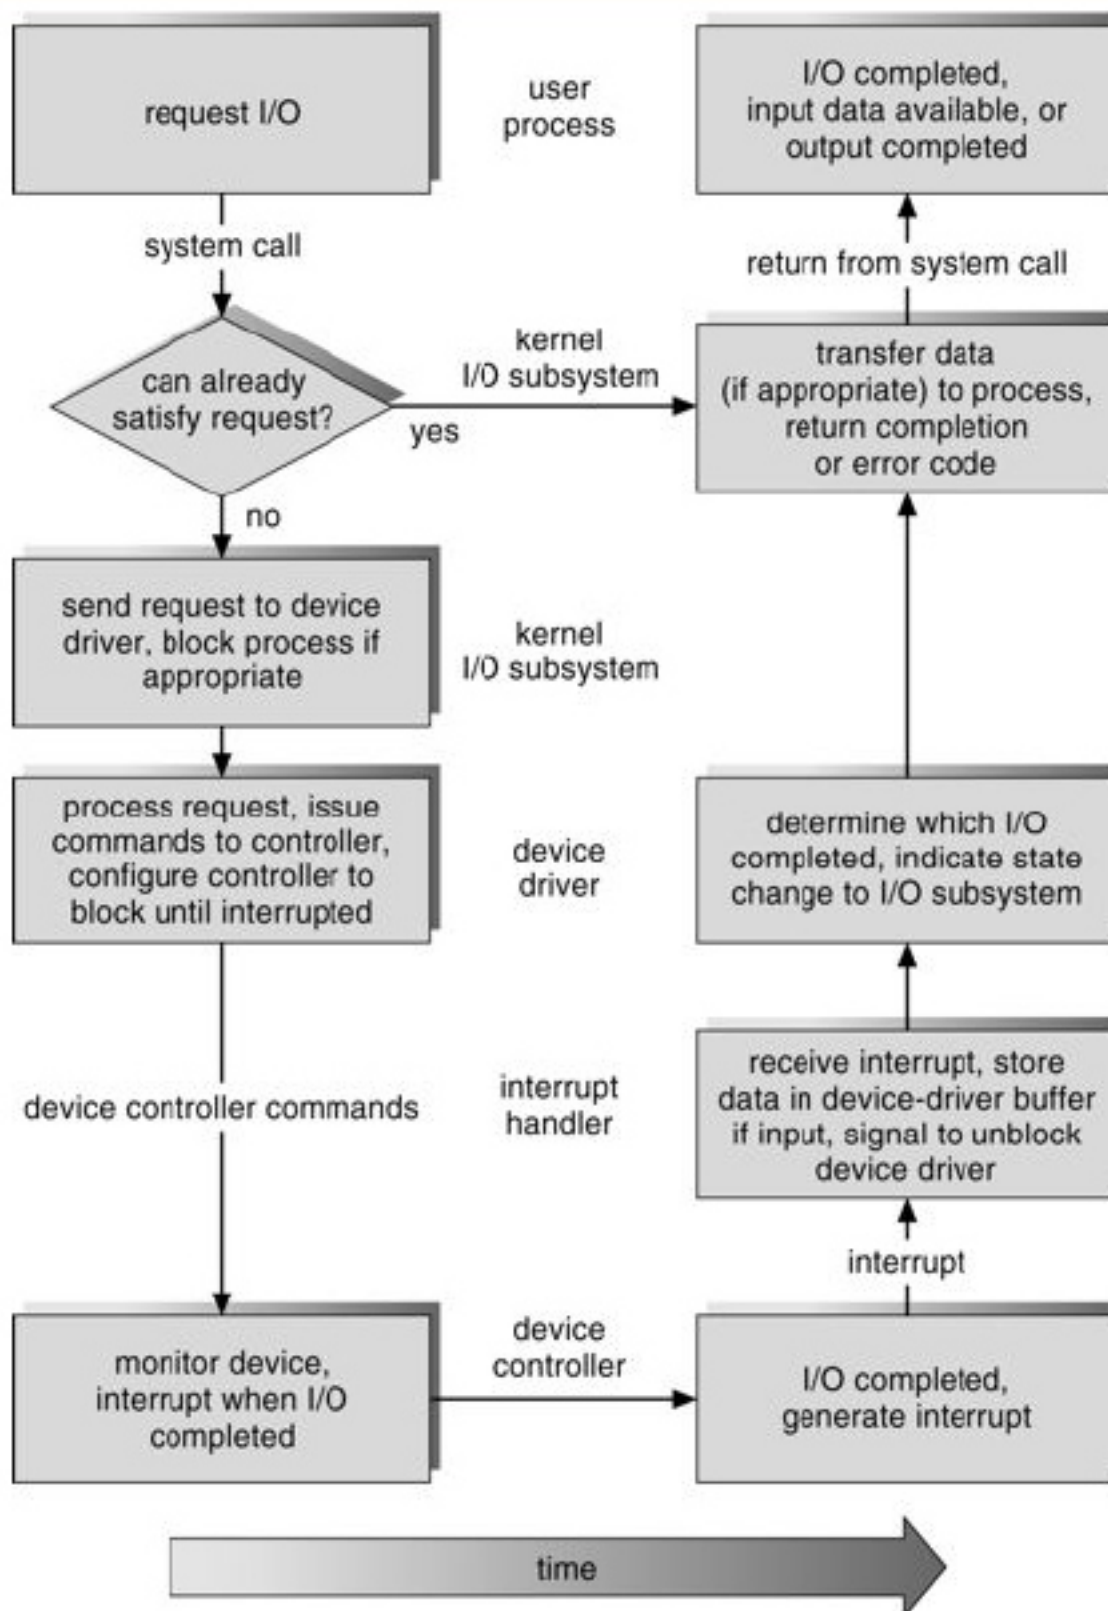 request I/O
user
process
I/O completed,
input data available, or
output completed
system call
return from system call
can already
satisfy request?
kernel
I/O subsystem
yes
transfer data
(if appropriate) to process,
return completion
or error code
no
send request to device
driver, block process if
appropriate
kernel
I/O subsystem
process request, issue
commands to controller,
configure controller to
block until interrupted
device
driver
determine which I/O
completed, indicate state
change to I/O subsystem
device controller commands
interrupt
handler
receive interrupt, store
data in device-driver buffer
if input, signal to unblock
device driver
interrupt
monitor device,
interrupt when I/O
completed
device
controller
I/O completed,
generate interrupt
time